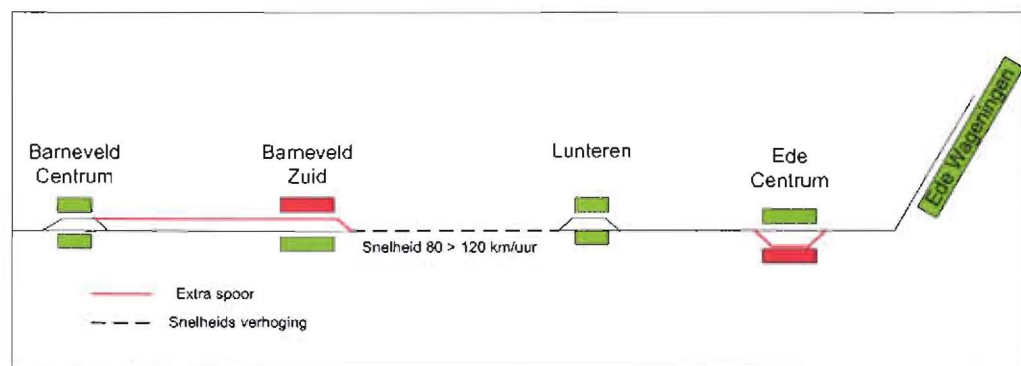 Barneveld
Centrum
Barneveld
Zuid
Lunteren
Ede
Centrum
Ede Wageningen
Snelheid 80 > 120 km/uur
Extra spoor
Snelheids verhoging